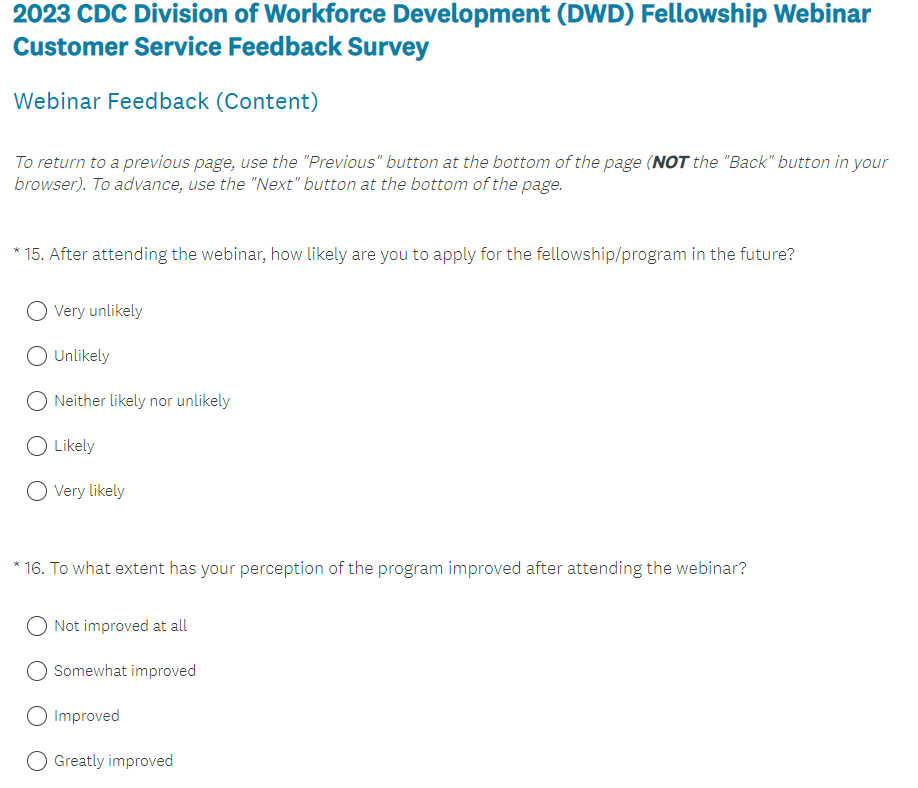 2023 CDC Division of Workforce Development (DWD) Fellowship Webinar
Customer Service Feedback Survey
Webinar Feedback (Content)
To return to a previous page, use the "Previous" button at the bottom of the page (NOT the "Back" button in your
browser). To advance, use the "Next" button at the bottom of the page.
* 15. After attending the webinar, how likely are you to apply for the fellowship/program in the future?
Very unlikely
Unlikely
Neither likely nor unlikely
Likely
Very likely
* 16. To what extent has your perception of the program improved after attending the webinar?
Not improved at all
Somewhat improved
Improved
Greatly improved